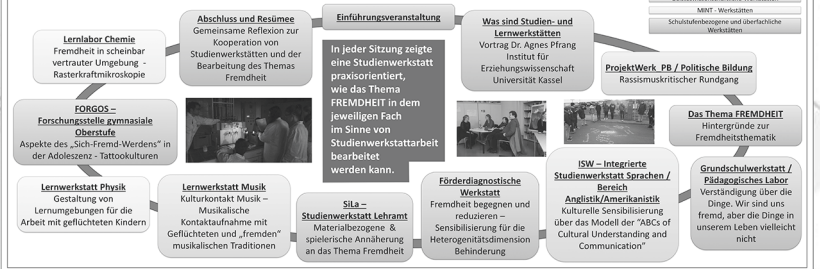 MINT - Werkstätten
Schulstufenbezogene und überfachliche
Werkstätten
Einführungsveranstaltung
Was sind Studien- und
Lernwerkstätten
Vortrag Dr. Agnes Pfrang
Institut für
Erziehungswissenschaft
Universität Kassel
ProjektWerk_PB / Politische Bildung
Rassismuskritischer Rundgang
Das Thema FREMDHEIT
Hintergründe zur
Fremdheitsthematik
Grundschulwerkstatt /
Pädagogisches Labor
Verständigung über die
Dinge. Wir sind uns
fremd, aber die Dinge in
unserem Leben vielleicht
nicht
ISW – Integrierte
Studienwerkstatt Sprachen /
Bereich
Anglistik/Amerikanistik
Kulturelle Sensibilisierung
über das Modell der "ABCs of
Cultural Understanding and
Communication"
Förderdiagnostische
Werkstatt
Fremdheit begegnen und
reduzieren –
Sensibilisierung für die
Heterogenitätsdimension
Behinderung
SiLa –
Studienwerkstatt Lehramt
Materialbezogene &
spielerische Annäherung
an das Thema Fremdheit
Lernwerkstatt Musik
Kulturkontakt Musik –
Musikalische
Kontaktaufnahme mit
Geflüchteten und „fremden"
musikalischen Traditionen
Lernwerkstatt Physik
Gestaltung von
Lernumgebungen für die
Arbeit mit geflüchteten Kindern
FORGOS –
Forschungsstelle gymnasiale
Oberstufe
Aspekte des „Sich-Fremd-Werdens" in
der Adoleszenz - Tattookulturen
Lernlabor Chemie
Fremdheit in scheinbar
vertrauter Umgebung -
Rasterkraftmikroskopie
Abschluss und Resümee
Gemeinsame Reflexion zur
Kooperation von
Studienwerkstätten und der
Bearbeitung des Themas
Fremdheit
In jeder Sitzung zeigte
eine Studienwerkstatt
praxisorientiert,
wie das Thema
FREMDHEIT in dem
jeweiligen Fach
im Sinne von
Studienwerkstattarbeit
bearbeitet
werden kann.